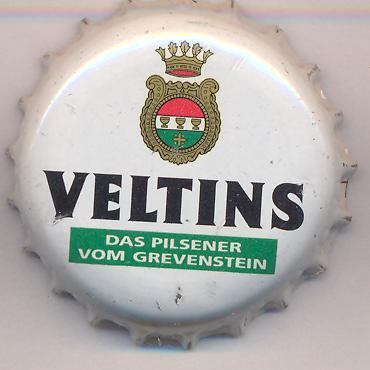 VELTINS
DAS PILSENER
VOM GREVENSTEIN